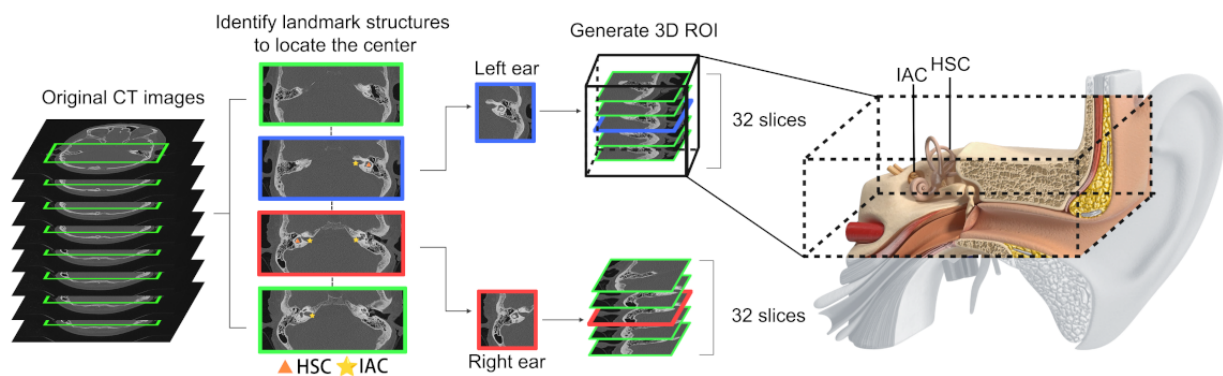 Original CT images
Identify landmark structures
to locate the center
HSC IAC
Left ear
Right ear
Generate 3D ROI
32 slices
32 slices
IAC
HSC